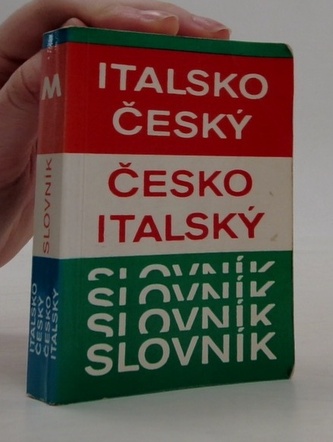 ITALSKO
ČESKÝ
ČESKO
ITALSKÝ
SLOVNÍK
SLOVNÍK
SLOVNÍK
SLOVNÍK
M
SLOVNÍK
ITALSKO
ČESKÝ
ČESKO
ITALSKÝ